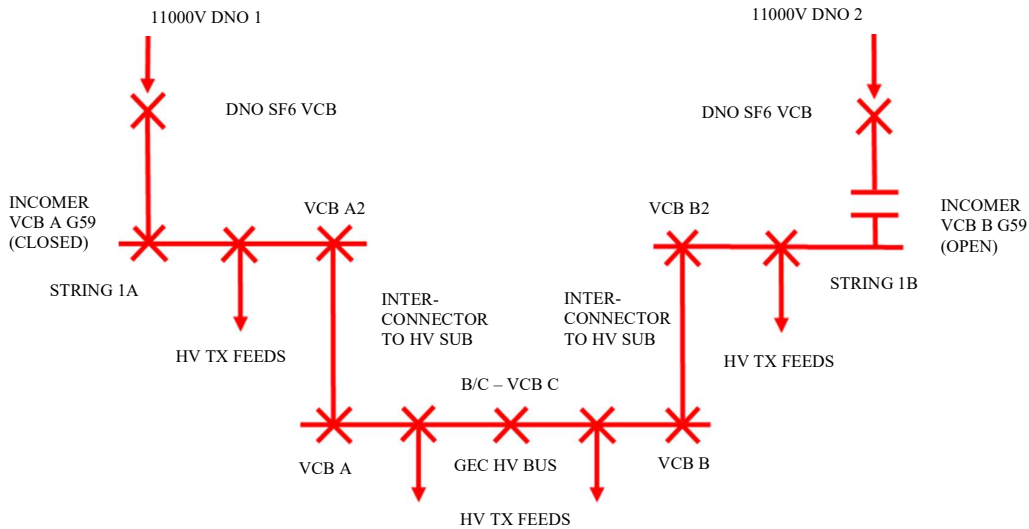 11000V DNO 1
11000V DNO 2
DNO SF6 VCB
DNO SF6 VCB
INCOMER
VCB A G59
(CLOSED)
VCB A2
VCB B2
INCOMER
VCB B G59
(OPEN)
STRING 1A
STRING 1B
INTER-
CONNECTOR
TO HV SUB
INTER-
CONNECTOR
TO HV SUB
HV TX FEEDS
HV TX FEEDS
B/C – VCB C
VCB A
GEC HV BUS
VCB B
HV TX FEEDS